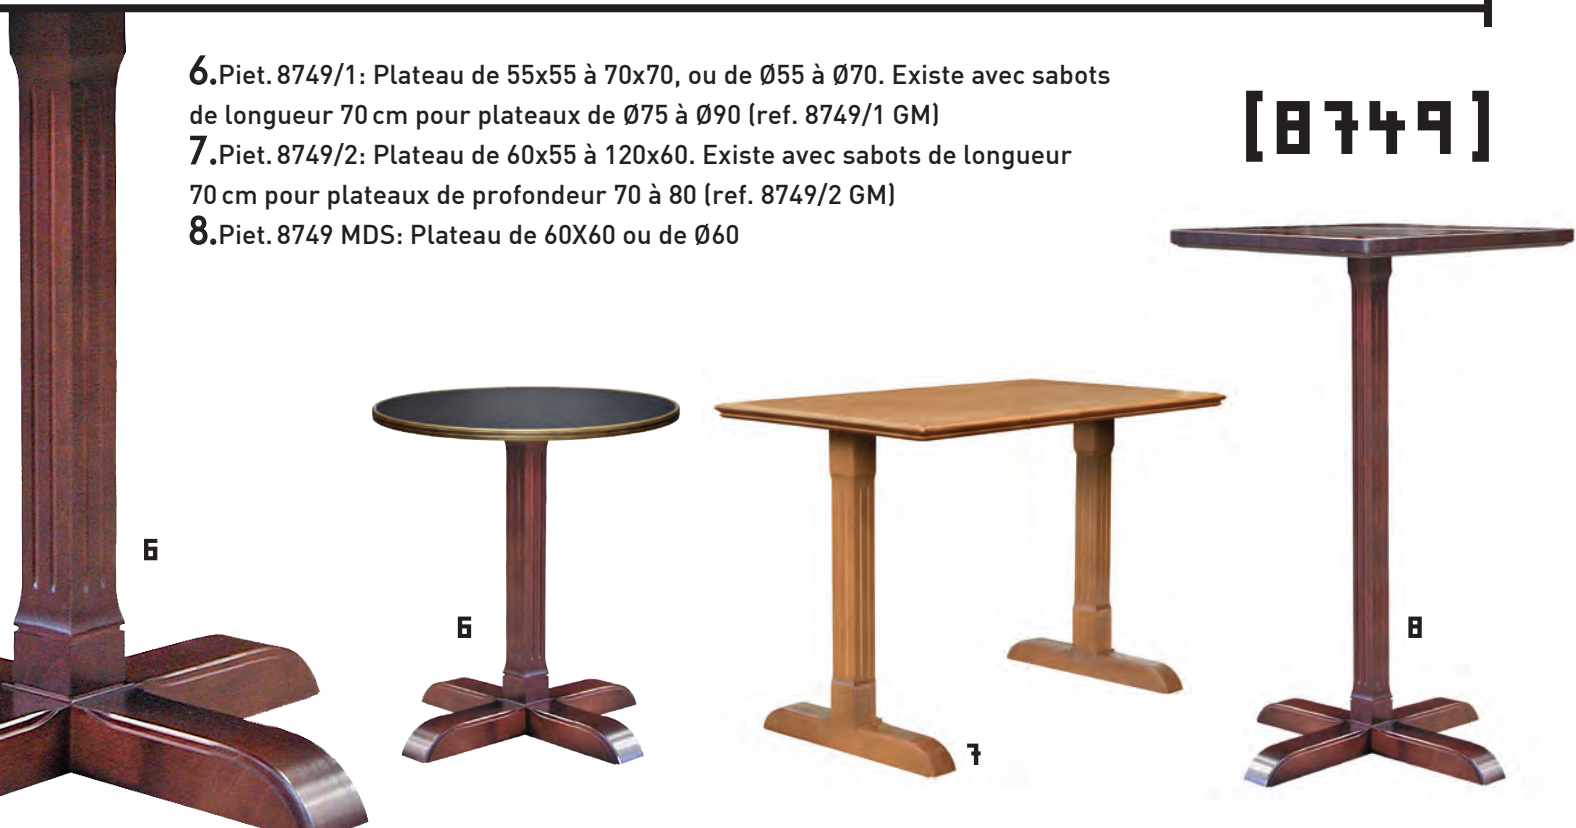 6.Piet. 8749/1: Plateau de 55x55 à 70x70, ou de Ø55 à Ø70. Existe avec sabots
de longueur 70 cm pour plateaux de Ø75 à Ø90 (ref. 8749/1 GM)
7.Piet. 8749/2: Plateau de 60x55 à 120x60. Existe avec sabots de longueur
70 cm pour plateaux de profondeur 70 à 80 (ref. 8749/2 GM)
8.Piet. 8749 MDS: Plateau de 60X60 ou de Ø60
[8749]
6
6
7
8